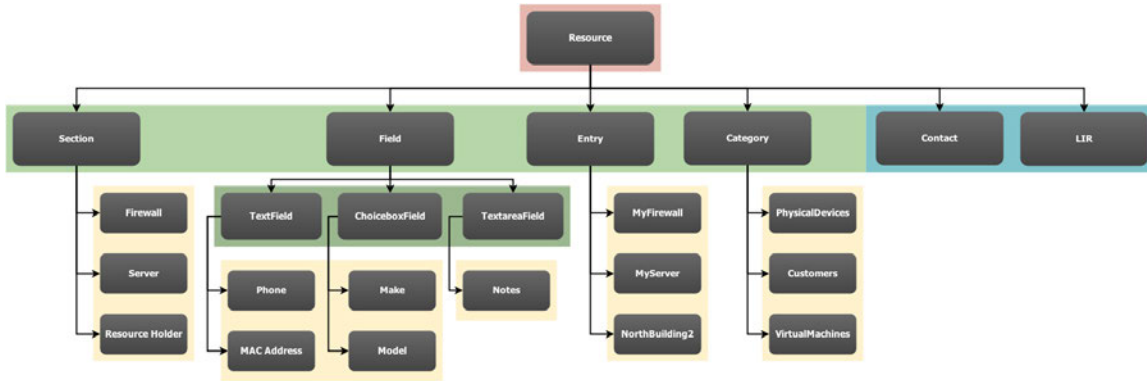 Resource
Section
Field
Entry
Category
Contact
LIR
Firewall
Server
Resource Holder
TextField
ChoiceboxField
TextareaField
Phone
MAC Address
Make
Model
Notes
MyFirewall
MyServer
NorthBuilding2
PhysicalDevices
Customers
VirtualMachines